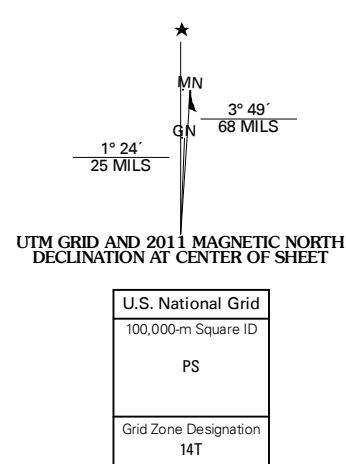 ★
MN
3° 49´
68 MILS
GN
1° 24´
25 MILS
UTM GRID AND 2011 MAGNETIC NORTH
DECLINATION AT CENTER OF SHEET
U.S. National Grid
100,000-m Square ID
PS
Grid Zone Designation
14T